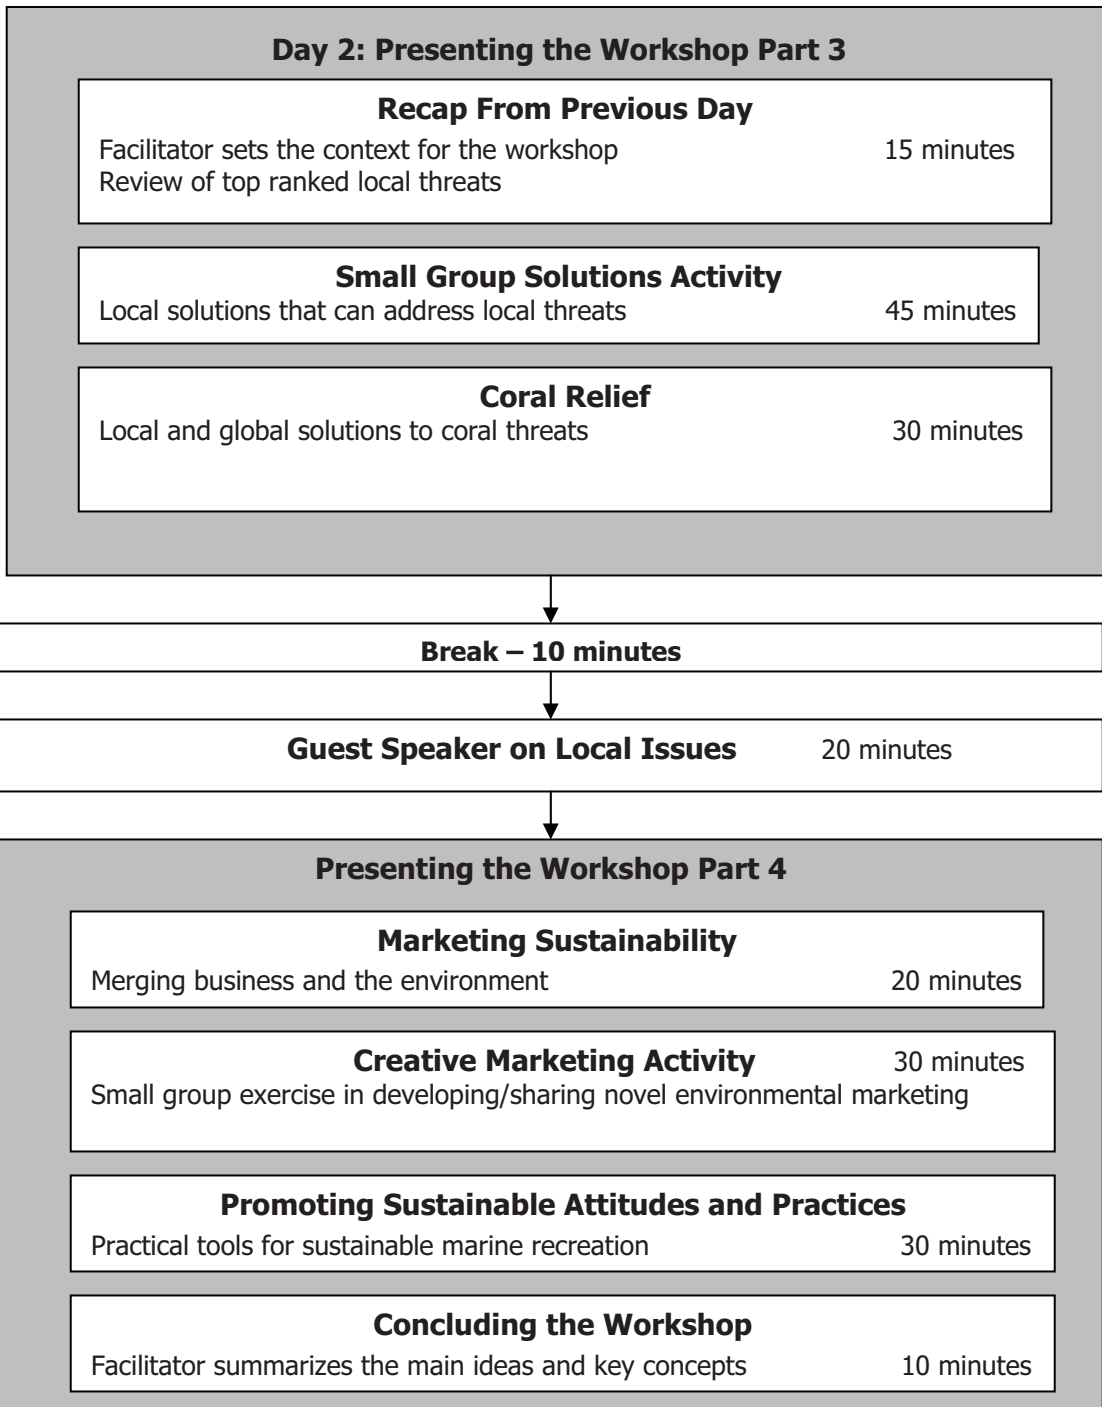 Day 2: Presenting the Workshop Part 3
Recap From Previous Day
Facilitator sets the context for the workshop 15 minutes
Review of top ranked local threats
Small Group Solutions Activity
Local solutions that can address local threats 45 minutes
Coral Relief
Local and global solutions to coral threats 30 minutes
Break – 10 minutes
Guest Speaker on Local Issues 20 minutes
Presenting the Workshop Part 4
Marketing Sustainability
Merging business and the environment 20 minutes
Creative Marketing Activity 30 minutes
Small group exercise in developing/sharing novel environmental marketing
Promoting Sustainable Attitudes and Practices
Practical tools for sustainable marine recreation 30 minutes
Concluding the Workshop
Facilitator summarizes the main ideas and key concepts 10 minutes